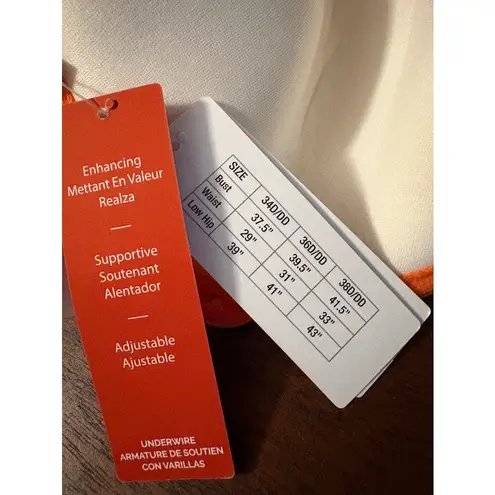 Enhancing
Mettant En Valeur
Realza
Supportive
Soutenant
Alentador
Adjustable
Ajustable
UNDERWIRE
ARMATURE DE SOUTIEN
CON VARILLAS
SIZE 34D/DD 36D/DD 38D/DD
Bust 37.5" 39.5" 41.5"
Waist 29" 31" 33"
Low Hip 39" 41" 43"